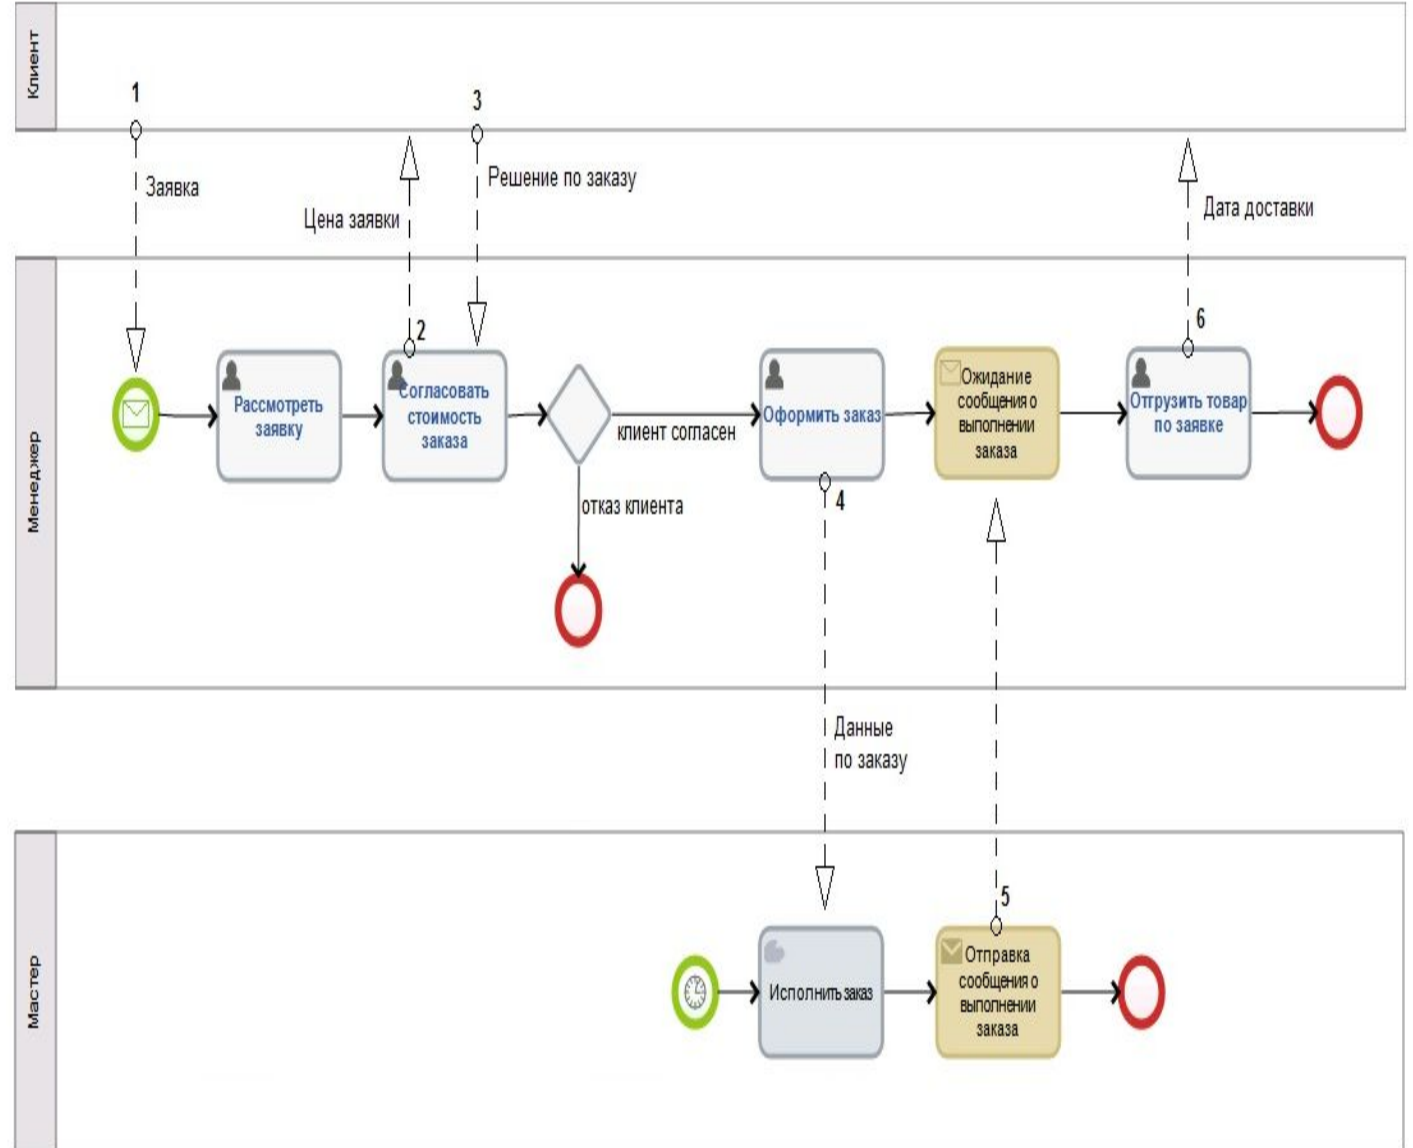 Клиент
1
3
Заявка
Решение по заказу
Цена заявки
Дата доставки
Менеджер
2
6
Рассмотреть
заявку
Согласовать
стоимость
заказа
клиент согласен
отказ клиента
Оформить заказ
4
Ожидание
сообщения о
выполнении
заказа
Отгрузить товар
по заявке
Данные
по заказу
Мастер
5
Исполнить заказ
Отправка
сообщения о
выполнении
заказа